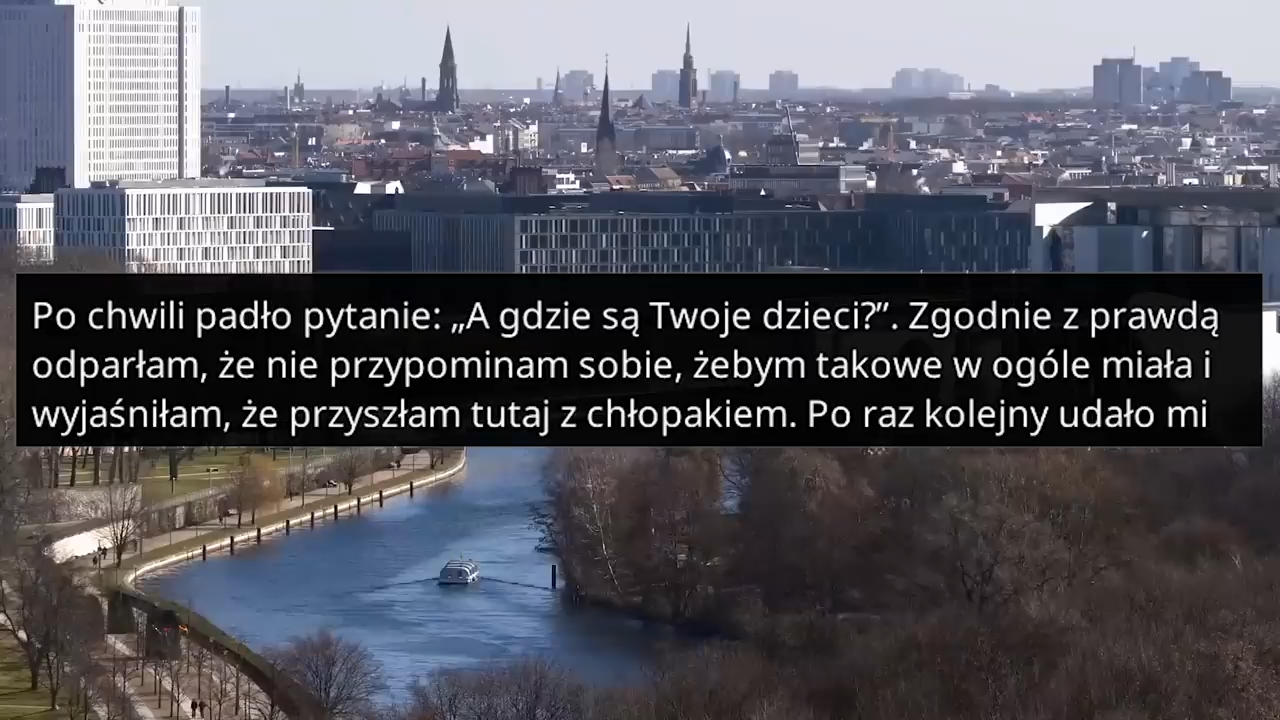 Po chwili padło pytanie: „A gdzie są Twoje dzieci?”. Zgodnie z prawdą
odparłam, że nie przypominam sobie, żebym takowe w ogóle miała i
wyjaśniłam, że przyszłam tutaj z chłopakiem. Po raz kolejny udało mi